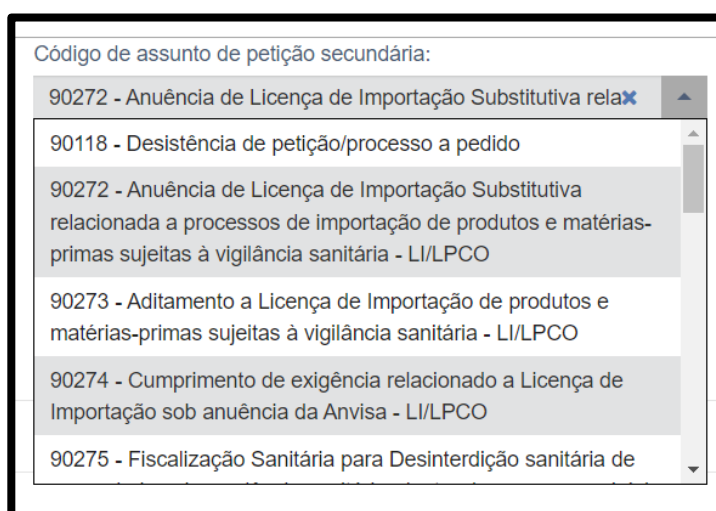 Código de assunto de petição secundária:
90272 - Anuência de Licença de Importação Substitutiva rela
90118 - Desistência de petição/processo a pedido
90272 - Anuência de Licença de Importação Substitutiva
relacionada a processos de importação de produtos e matérias-
primas sujeitas à vigilância sanitária - LI/LPCO
90273 - Aditamento a Licença de Importação de produtos e
matérias-primas sujeitas à vigilância sanitária - LI/LPCO
90274 - Cumprimento de exigência relacionado a Licença de
Importação sob anuência da Anvisa - LI/LPCO
90275 - Fiscalização Sanitária para Desinterdição sanitária de